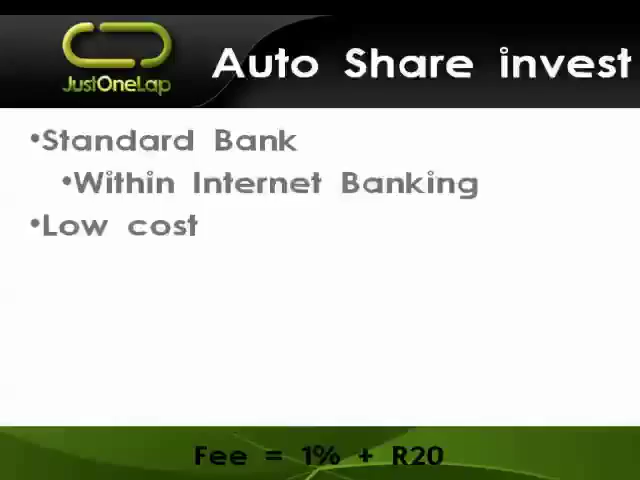 JustOneLap
Auto Share invest
•Standard Bank
•Within Internet Banking
•Low cost
Fee = 1% + R20